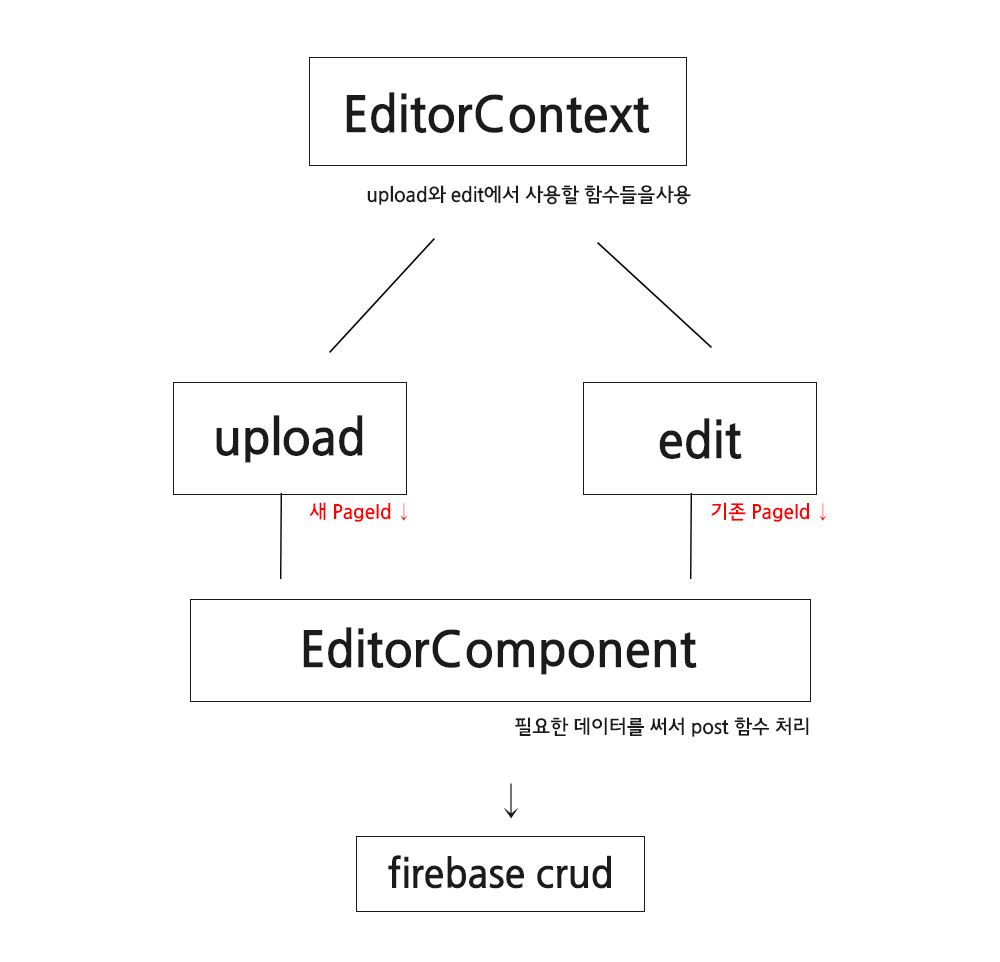 EditorContext
upload와 edit에서 사용할 함수들을사용
upload
edit
새 PageId ↓
기존 PageId ↓
EditorComponent
필요한 데이터를 써서 post 함수 처리
firebase crud